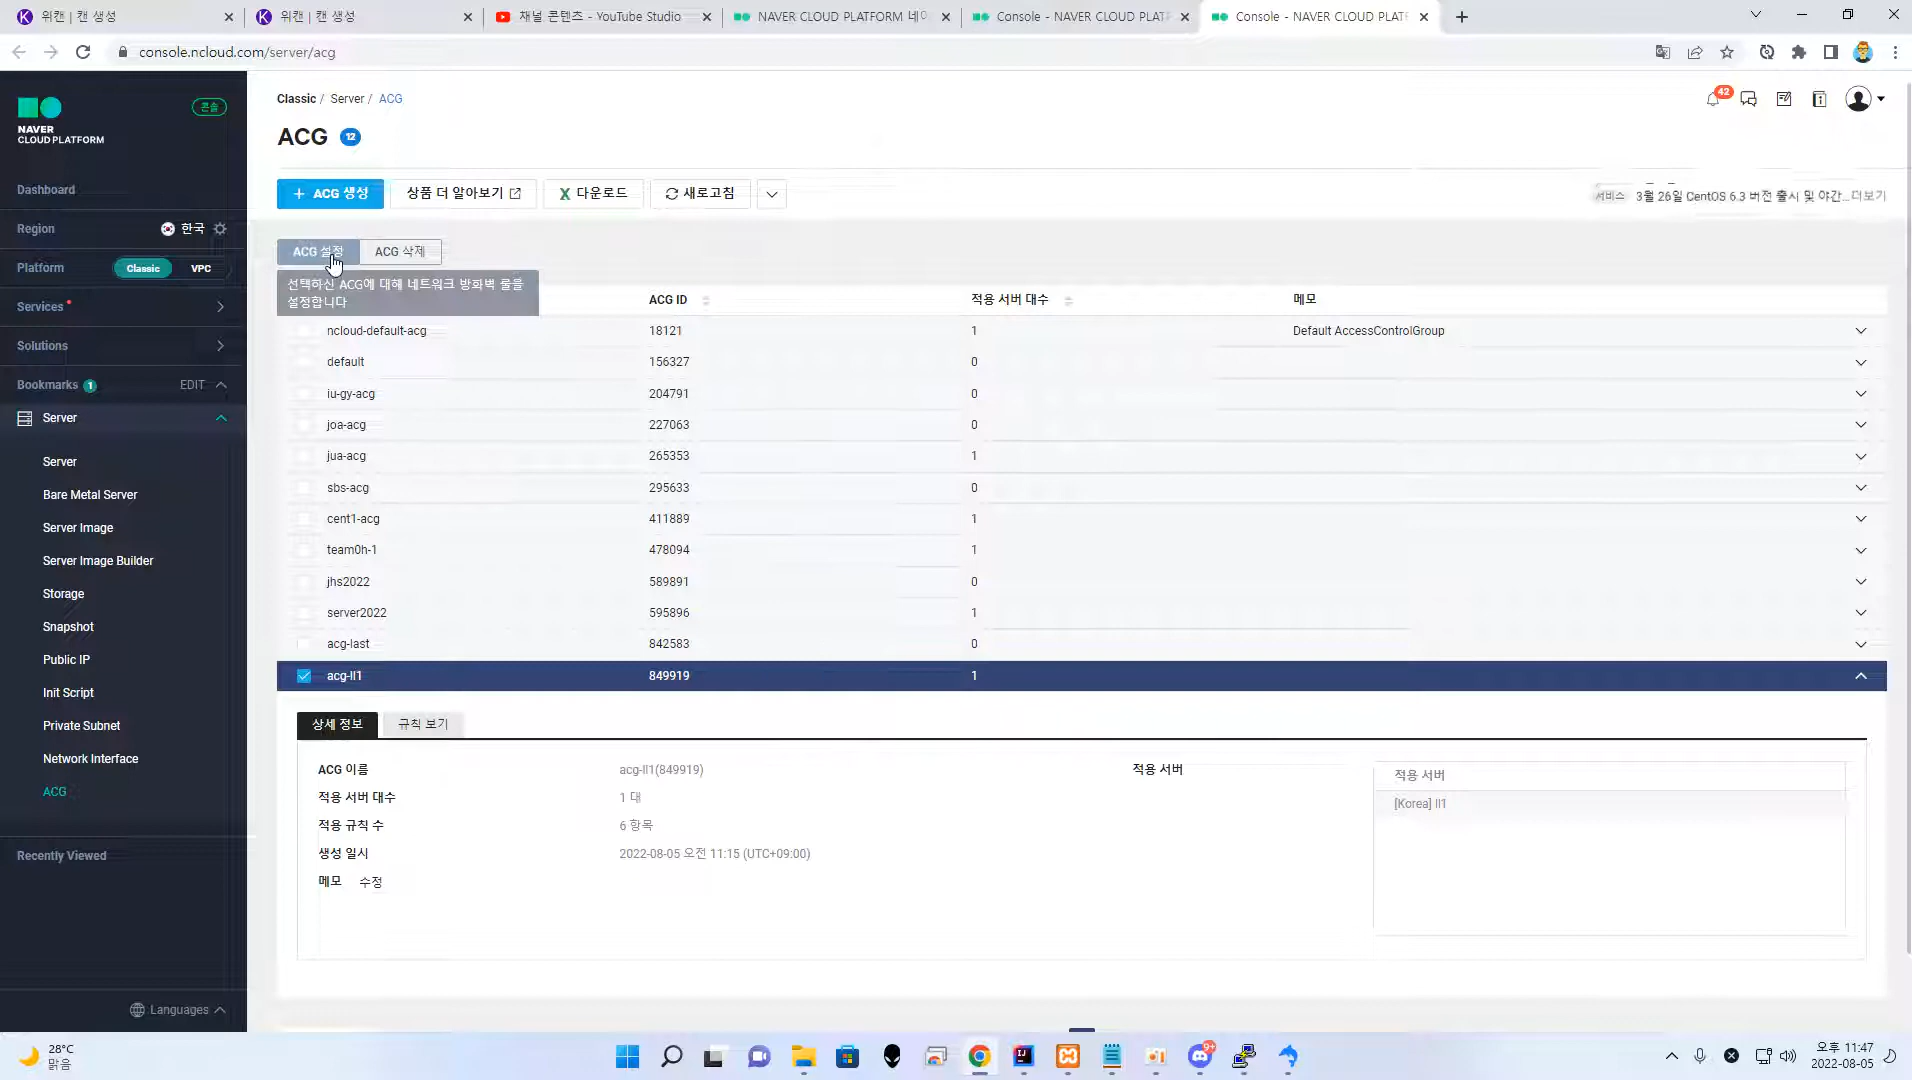 위캔 | 캔 생성
위캔 | 캔 생성
채널 콘텐츠 - YouTube Studio
NAVER CLOUD PLATFORM 네이
Console - NAVER CLOUD PLAT
Console - NAVER CLOUD PLAT
console.ncloud.com/server/acg
NAVER
CLOUD PLATFORM
콘솔
Dashboard
Region 한국
Platform Classic VPC
Services
Solutions
Bookmarks 1 EDIT
Server
Server
Bare Metal Server
Server Image
Server Image Builder
Storage
Snapshot
Public IP
Init Script
Private Subnet
Network Interface
ACG
Recently Viewed
Languages
Classic / Server / ACG
42
ACG 12
+ ACG 생성 상품 더 알아보기 다운로드 새로고침
서비스 3월 26일 CentOS 6.3 버전 출시 및 야간... 더보기
ACG 설정 ACG 삭제
선택하신 ACG에 대해 네트워크 방화벽 룰을
설정합니다
ACG ID 적용 서버 대수 메모
ncloud-default-acg 18121 1 Default AccessControlGroup
default 156327 0
iu-gy-acg 204791 0
joa-acg 227063 0
jua-acg 265353 1
sbs-acg 295633 0
cent1-acg 411889 1
team0h-1 478094 1
jhs2022 589891 0
server2022 595896 1
acg-last 842583 0
acg-ll1 849919 1
상세 정보 규칙 보기
ACG 이름 acg-ll1(849919)
적용 서버 대수 1 대
적용 규칙 수 6 항목
생성 일시 2022-08-05 오전 11:15 (UTC+09:00)
메모 수정
적용 서버
적용 서버
[Korea] ll1
28°C
맑음
9+
오후 11:47
2022-08-05